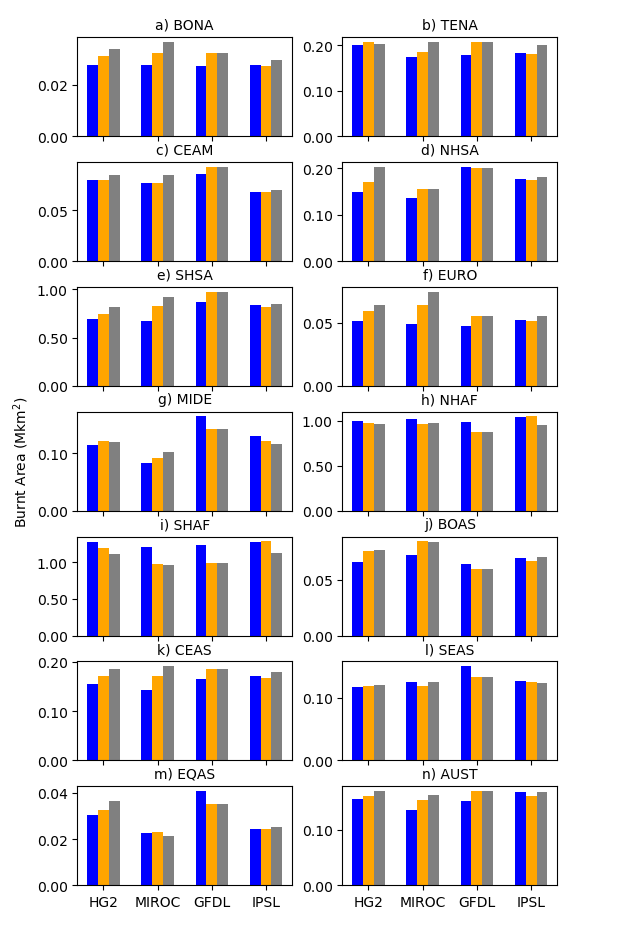 a) BONA
b) TENA
0.02
0.00
0.20
0.10
0.00
c) CEAM
d) NHSA
0.05
0.00
0.20
0.10
0.00
e) SHSA
f) EURO
1.00
0.50
0.00
0.05
0.00
g) MIDE
h) NHAF
0.10
0.00
1.00
0.50
0.00
Burnt Area (Mkm²)
i) SHAF
j) BOAS
1.00
0.50
0.00
0.05
0.00
k) CEAS
l) SEAS
0.20
0.10
0.00
0.10
0.00
m) EQAS
n) AUST
0.04
0.02
0.00
0.10
0.00
HG2 MIROC GFDL IPSL
HG2 MIROC GFDL IPSL